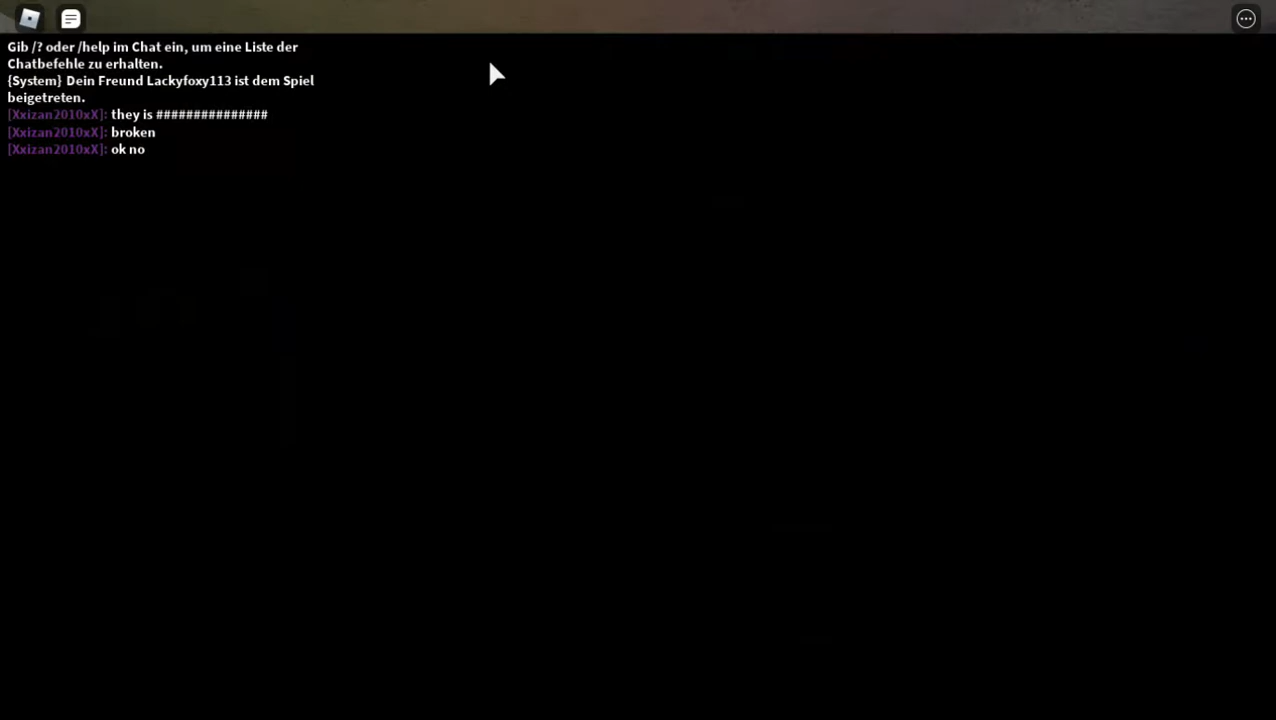 Gib /? oder /help im Chat ein, um eine Liste der
Chatbefehle zu erhalten.
{System} Dein Freund Lackyfoxy113 ist dem Spiel
beigetreten.
[Xxizan2010xX]: they is ###############
[Xxizan2010xX]: broken
[Xxizan2010xX]: ok no